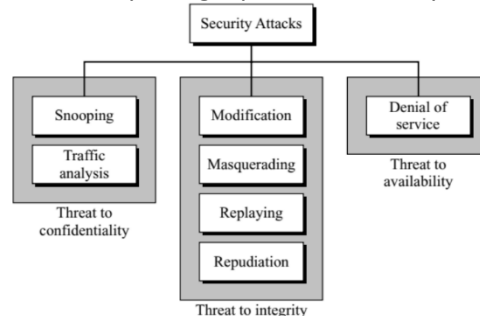 Security Attacks
Snooping
Traffic
analysis
Threat to
confidentiality
Modification
Masquerading
Replaying
Repudiation
Threat to integrity
Denial of
service
Threat to
availability